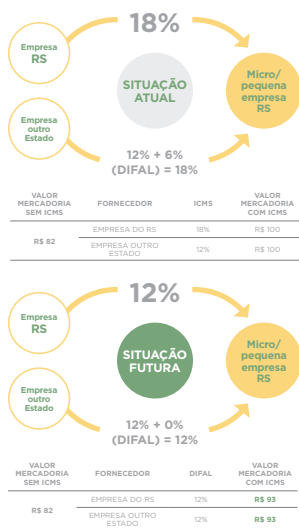 18%
Empresa
RS
SITUAÇÃO
ATUAL
Micro/
pequena
empresa
RS
Empresa
outro
Estado
12% + 6%
(DIFAL) = 18%
VALOR
MERCADORIA
SEM ICMS
FORNECEDOR
ICMS
VALOR
MERCADORIA
COM ICMS
R$ 82
EMPRESA DO RS
18%
R$ 100
EMPRESA OUTRO
ESTADO
12%
R$ 100
12%
Empresa
RS
SITUAÇÃO
FUTURA
Micro/
pequena
empresa
RS
Empresa
outro
Estado
12% + 0%
(DIFAL) = 12%
VALOR
MERCADORIA
SEM ICMS
FORNECEDOR
DIFAL
VALOR
MERCADORIA
COM ICMS
R$ 82
EMPRESA DO RS
12%
R$ 93
EMPRESA OUTRO
ESTADO
12%
R$ 93